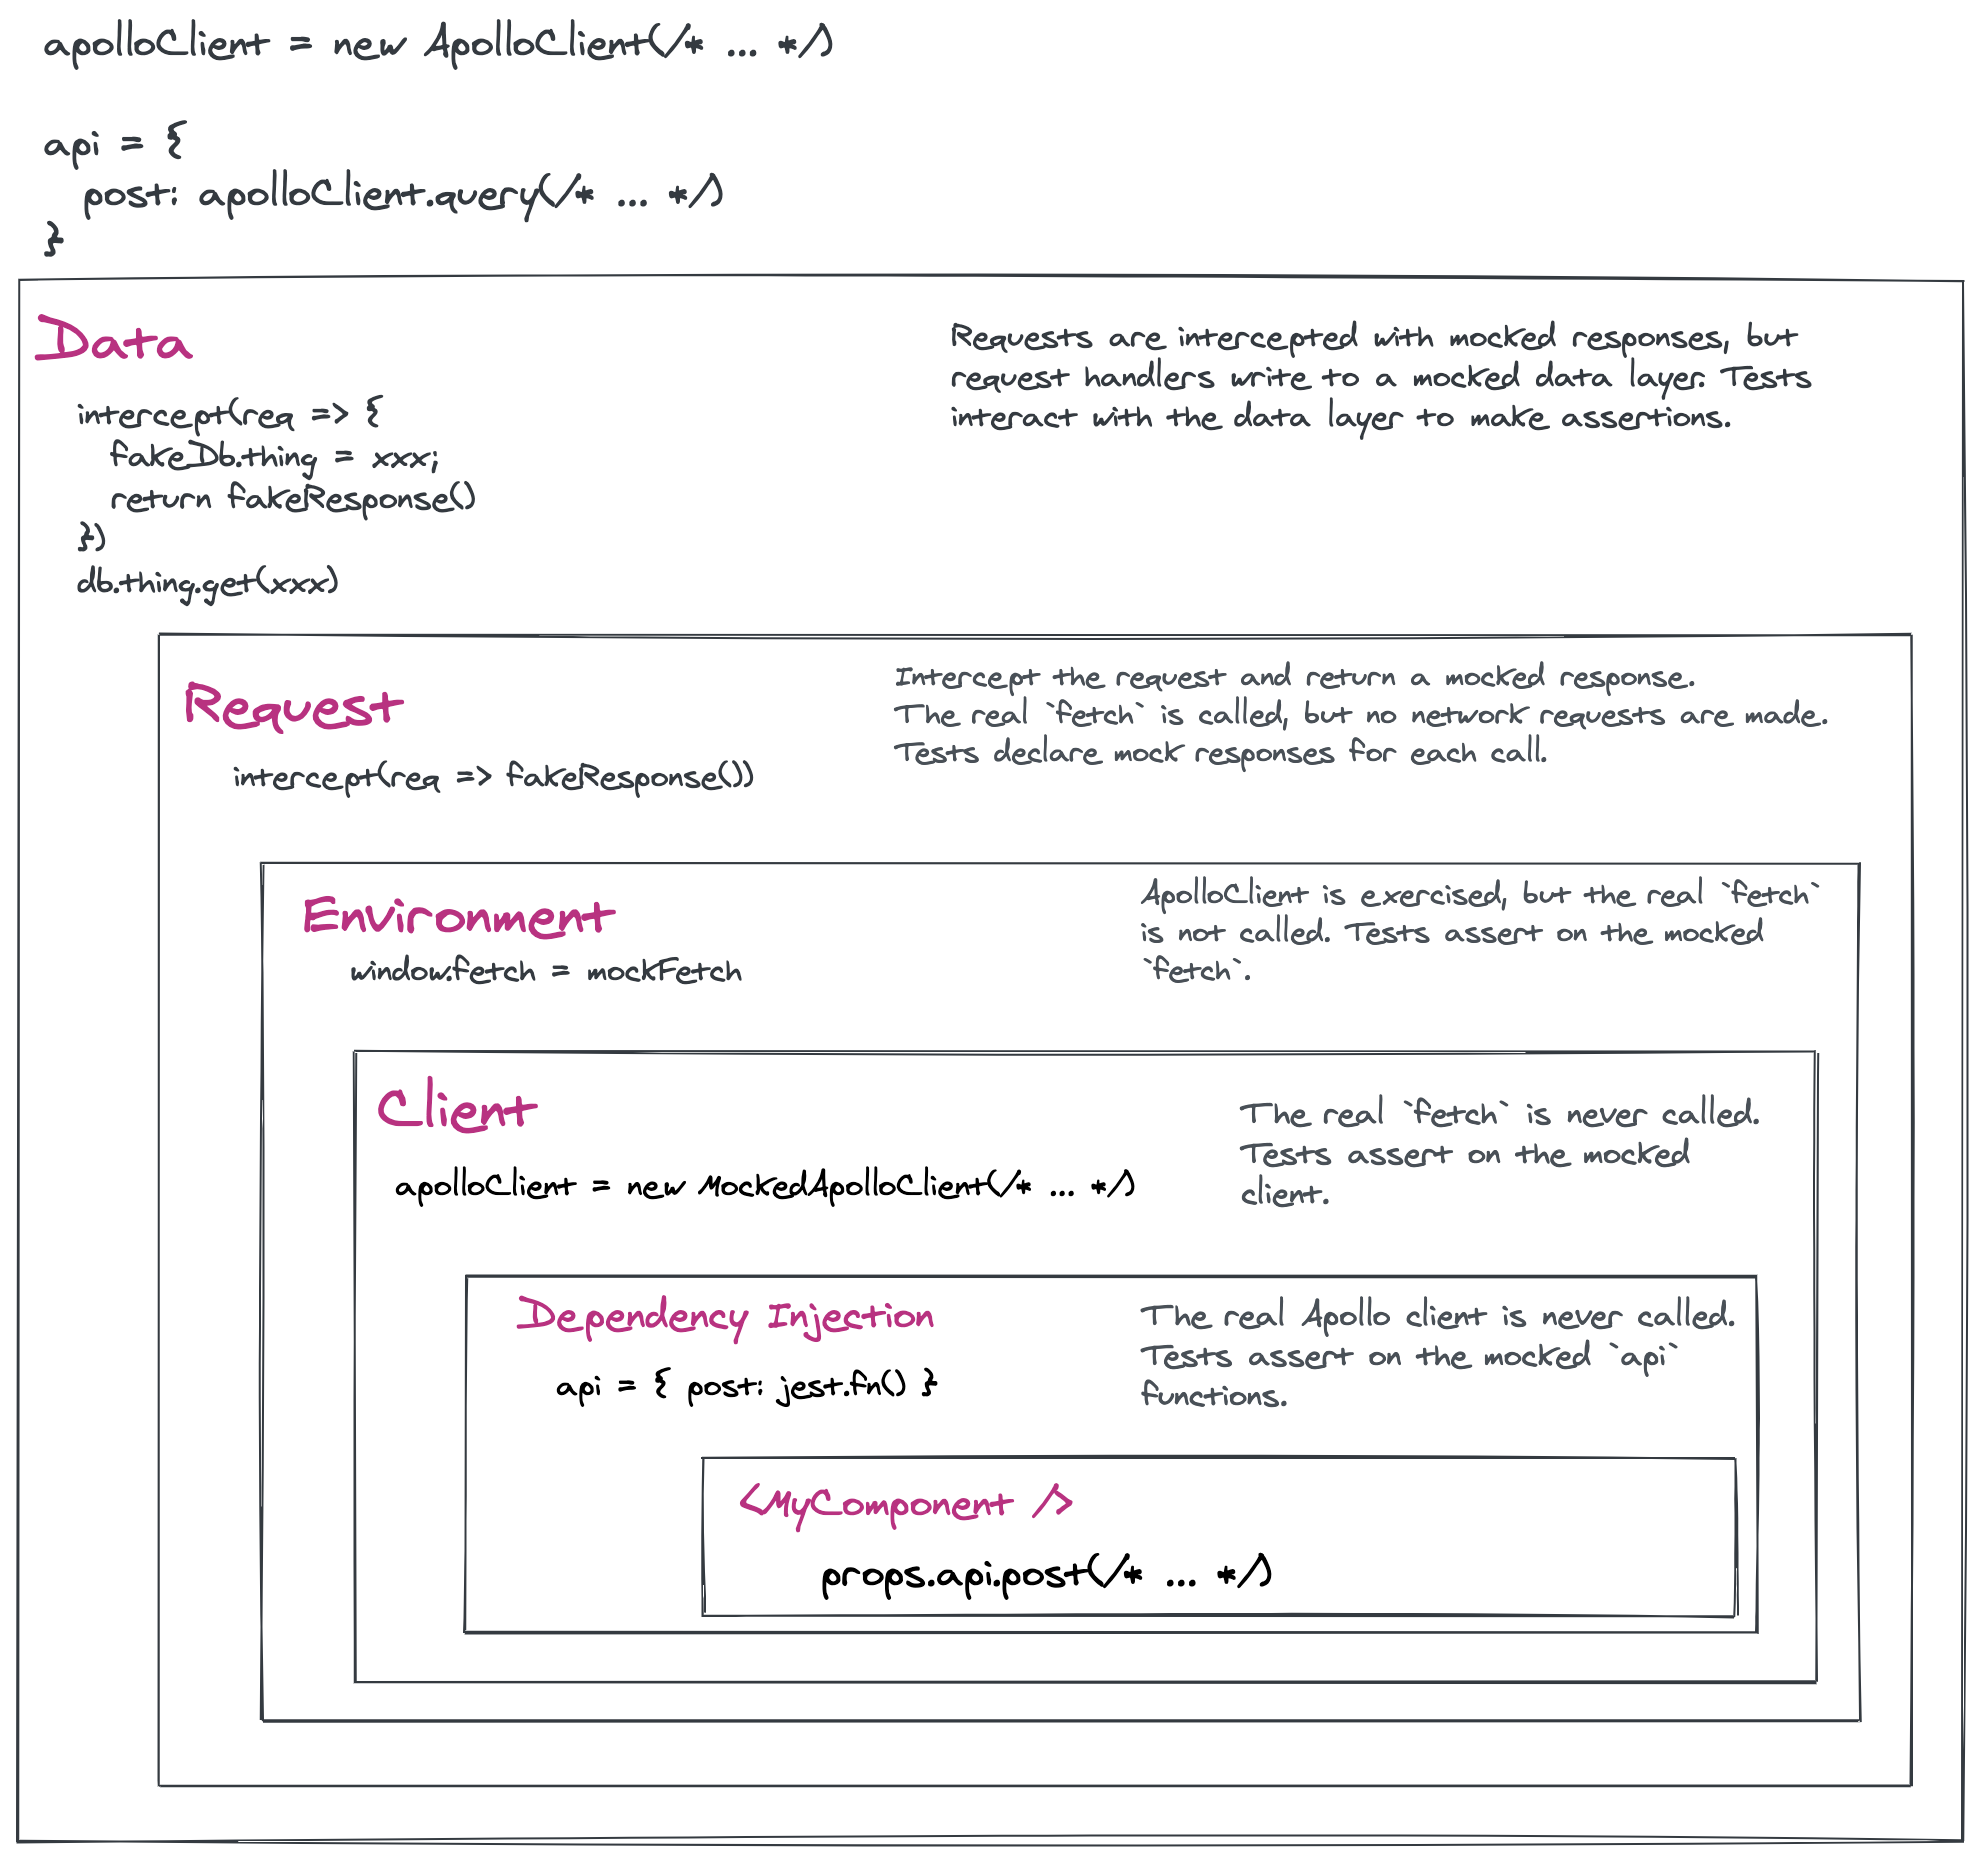 apolloClient = new ApolloClient(/* ... */)
api = {
post: apolloClient.query(/* ... */)
}
Data
Requests are intercepted with mocked responses, but
request handlers write to a mocked data layer. Tests
interact with the data layer to make assertions.
intercept(req => {
fakeDb.thing = xxx;
return fakeResponse()
})
db.thing.get(xxx)
Request
Intercept the request and return a mocked response.
The real `fetch` is called, but no network requests are made.
Tests declare mock responses for each call.
intercept(req => fakeResponse())
Environment
ApolloClient is exercised, but the real `fetch`
is not called. Tests assert on the mocked
`fetch`.
window.fetch = mockFetch
Client
The real `fetch` is never called.
Tests assert on the mocked
client.
apolloClient = new MockedApolloClient(/* ... */)
Dependency Injection
The real Apollo client is never called.
Tests assert on the mocked `api`
functions.
api = { post: jest.fn() }
<MyComponent />
props.api.post(/* ... */)